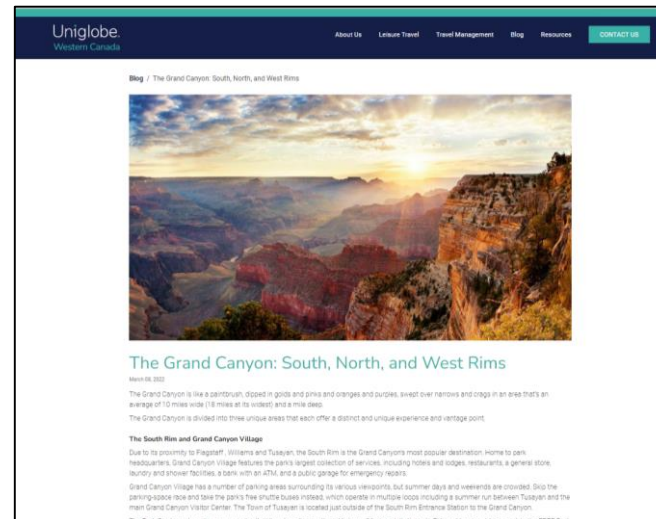 Uniglobe.
Western Canada
About Us Leisure Travel Travel Management Blog Resources CONTACT US
Blog / The Grand Canyon: South, North, and West Rims
The Grand Canyon: South, North, and West Rims
March 08, 2022
The Grand Canyon is like a paintbrush, dipped in golds and pinks and oranges and purples, swept over narrows and crags in an area that's an
average of 10 miles wide (18 miles at its widest) and a mile deep.
The Grand Canyon is divided into three unique areas that each offer a distinct and unique experience and vantage point.
The South Rim and Grand Canyon Village
Due to its proximity to Flagstaff , Williams and Tusayan, the South Rim is the Grand Canyon's most popular destination. Home to park
headquarters, Grand Canyon Village features the park's largest collection of services, including hotels and lodges, restaurants, a general store,
laundry and shower facilities, a bank with an ATM, and a public garage for emergency repairs.
Grand Canyon Village has a number of parking areas surrounding its various viewpoints, but summer days and weekends are crowded. Skip the
parking-space race and take the park's free shuttle buses instead, which operate in multiple loops including a summer run between Tusayan and the
main Grand Canyon Visitor Center. The Town of Tusayan is located just outside of the South Rim Entrance Station to the Grand Canyon.